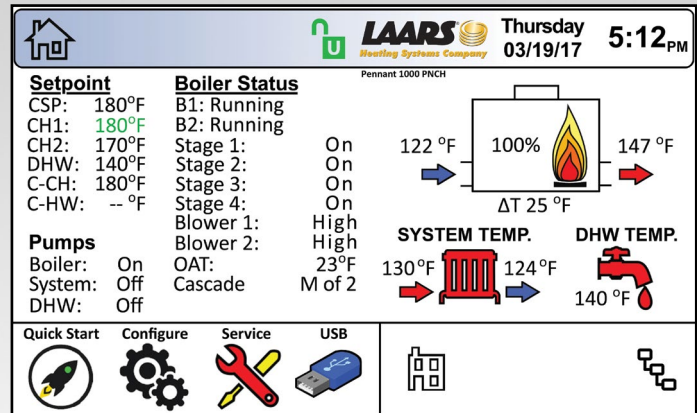 U
LAARS
Heating Systems Company
Thursday
03/19/17
5:12PM
Pennant 1000 PNCH
Setpoint
CSP: 180°F
CH1: 180°F
CH2: 170°F
DHW: 140°F
C-CH: 180°F
C-HW: -- °F
Pumps
Boiler: On
System: Off
DHW: Off
Boiler Status
B1: Running
B2: Running
Stage 1: On
Stage 2: On
Stage 3: On
Stage 4: On
Blower 1: High
Blower 2: High
OAT: 23°F
Cascade M of 2
122 °F 100% 147 °F
ΔT 25 °F
SYSTEM TEMP.
130°F 124°F
DHW TEMP.
140 °F
Quick Start Configure Service USB